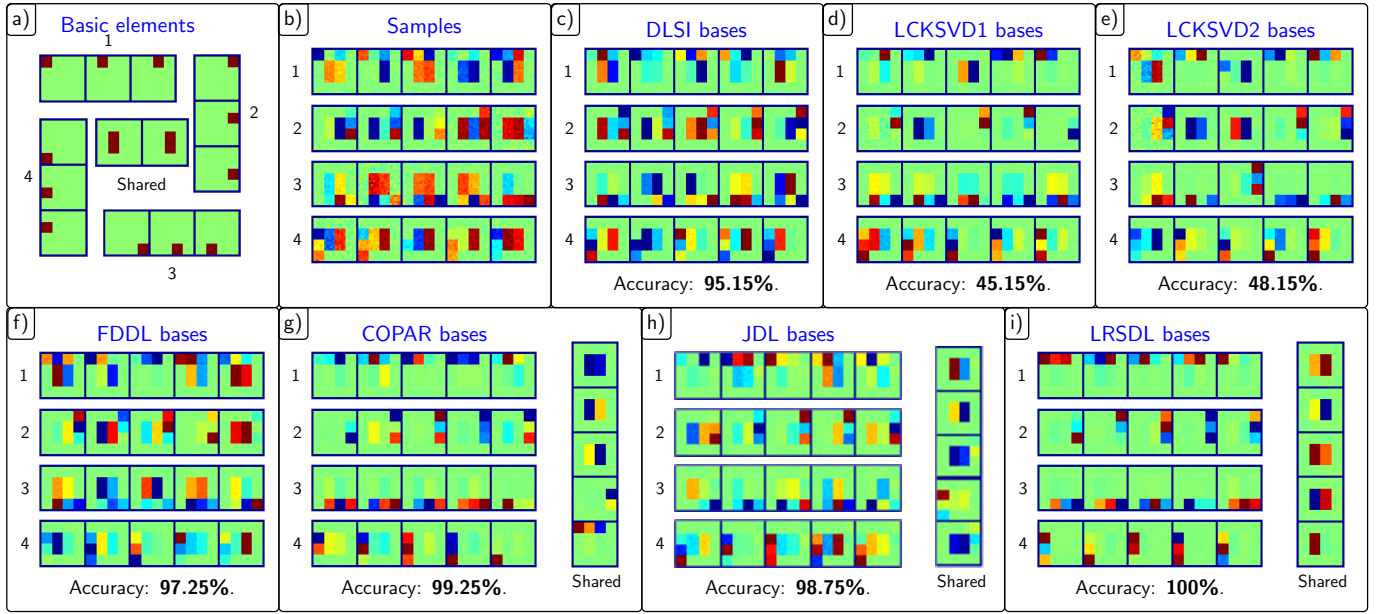 a)
Basic elements
1
2
4
Shared
3
b)
Samples
1
2
3
4
c)
DLSI bases
1
2
3
4
Accuracy: 95.15%.
d)
LCKSVD1 bases
1
2
3
4
Accuracy: 45.15%.
e)
LCKSVD2 bases
1
2
3
4
Accuracy: 48.15%.
f)
FDDL bases
1
2
3
4
Accuracy: 97.25%.
g)
COPAR bases
1
2
3
4
Shared
Accuracy: 99.25%.
h)
JDL bases
1
2
3
4
Shared
Accuracy: 98.75%.
i)
LRSDL bases
1
2
3
4
Shared
Accuracy: 100%.